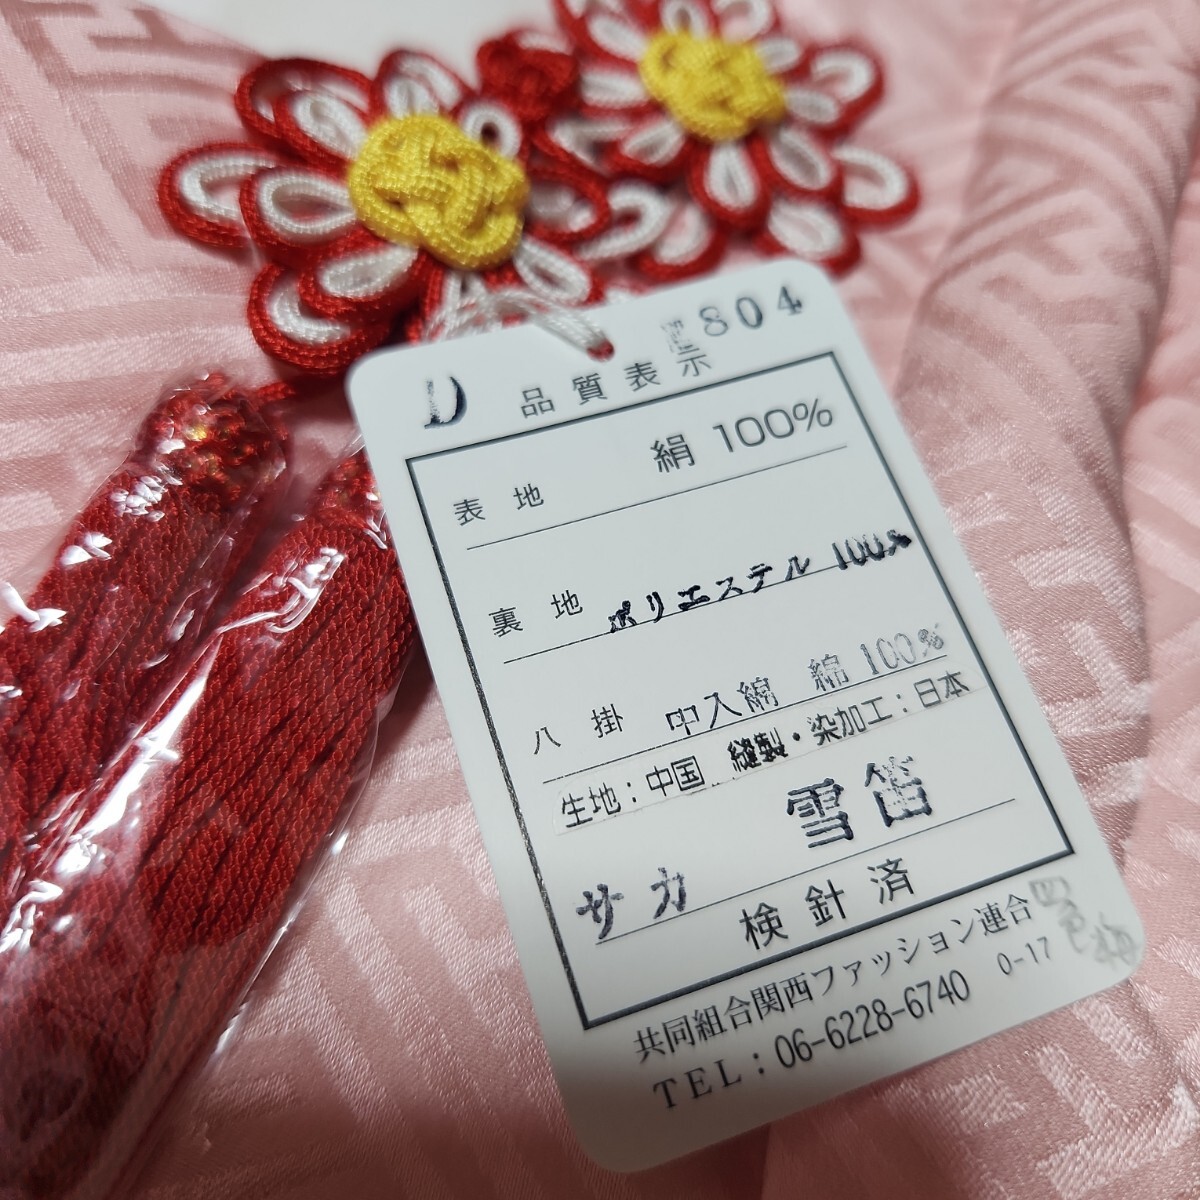 804
D
品質表示
表地 絹 100%
裏地 ポリエステル 100%
八掛 中入綿 綿 100%
生地：中国 縫製・染加工：日本
雪笛
サカ
検針済
共同組合関西ファッション連合
TEL：06-6228-6740 0-17